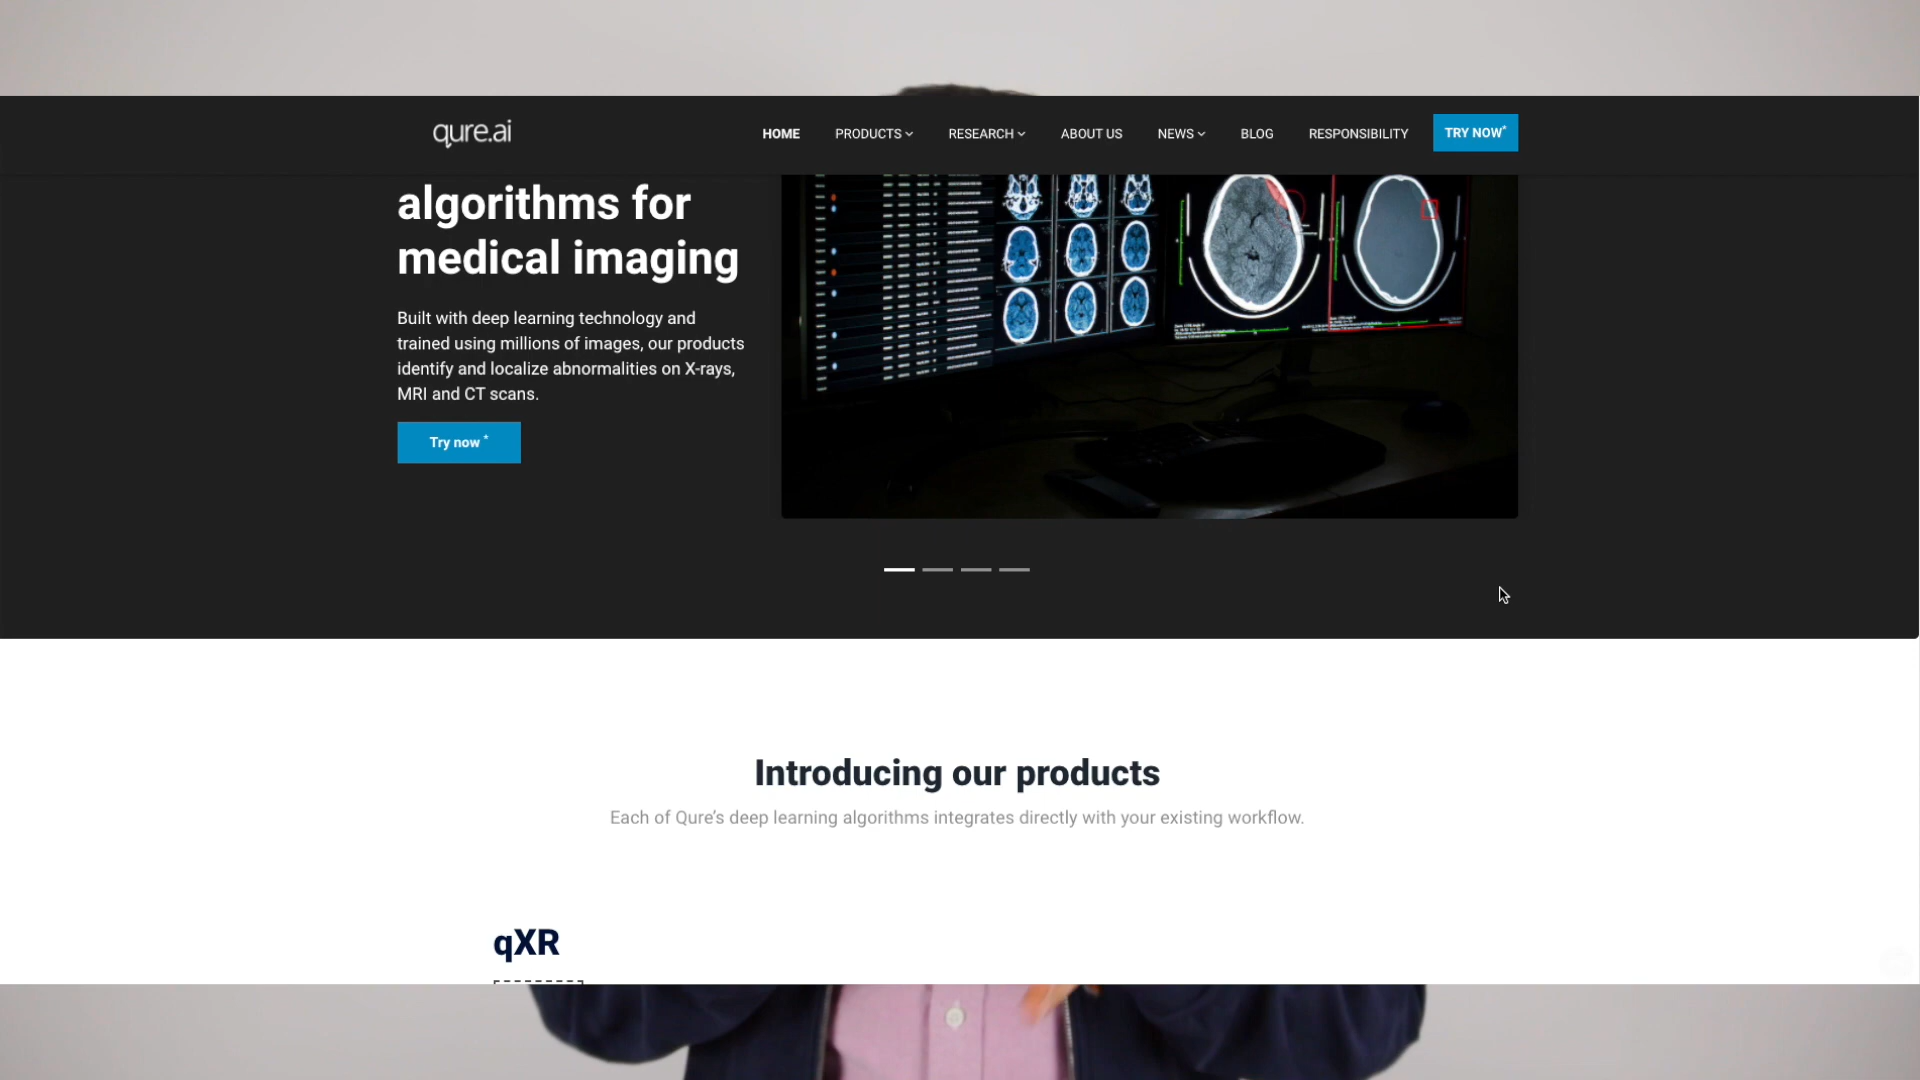 qure.ai
HOME PRODUCTS RESEARCH ABOUT US NEWS BLOG RESPONSIBILITY TRY NOW*
algorithms for
medical imaging
Built with deep learning technology and
trained using millions of images, our products
identify and localize abnormalities on X-rays,
MRI and CT scans.
Try now *
Introducing our products
Each of Qure’s deep learning algorithms integrates directly with your existing workflow.
qXR